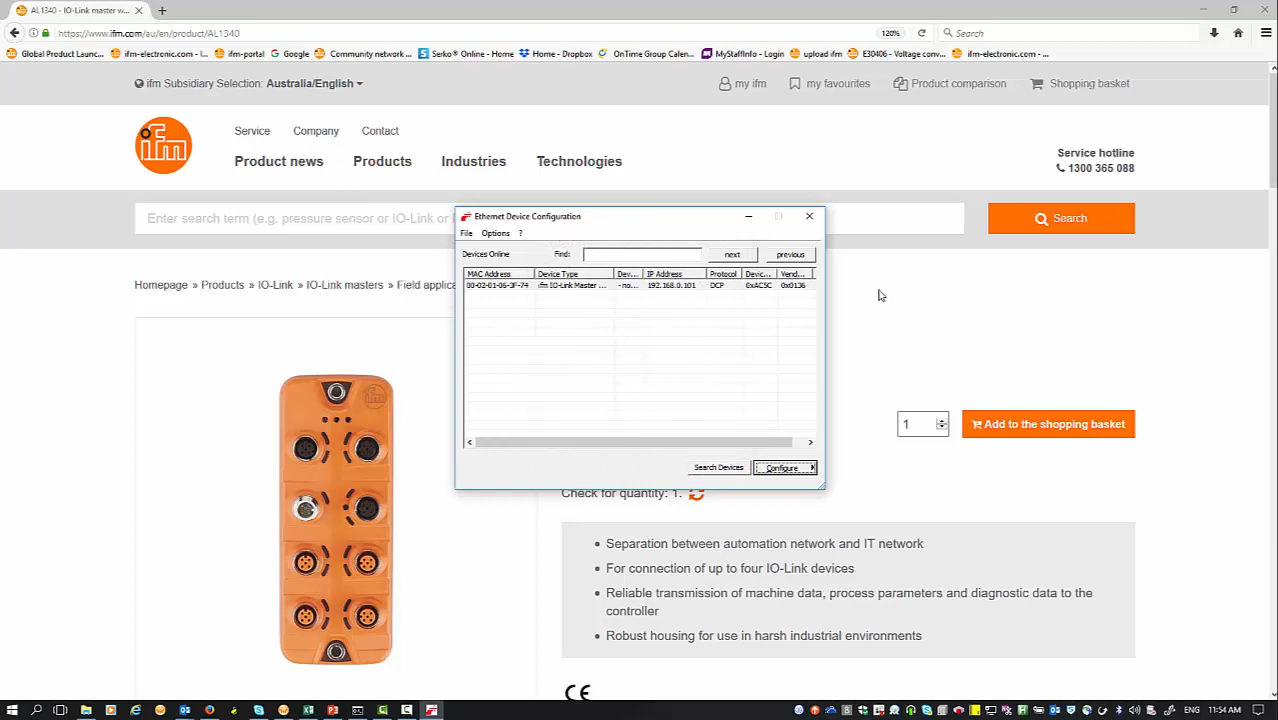 AL1340 - IO-Link master w...
https://www.ifm.com/au/en/product/AL1340
120%
Search
Global Product Launc...
ifm-electronic.com - I...
ifm-portal
Google
Community network ...
Seko® Online - Home
Home - Dropbox
OnTime Group Calen...
MyStaffInfo - Login
upload ifm
E30406 - Voltage conv...
ifm-electronic.com - ...
ifm Subsidiary Selection: Australia/English
my ifm
my favourites
Product comparison
Shopping basket
ifm
Service Company Contact
Product news Products Industries Technologies
Service hotline
1300 365 088
Enter search term (e.g. pressure sensor or IO-Link or
Search
Homepage » Products » IO-Link » IO-Link masters » Field applica
Ethernet Device Configuration
File Options ?
Devices Online Find: next previous
MAC Address Device Type Dev... IP Address Protocol Devic... Vend...
00-02-01-06-3F-74 ifm IO-Link Master ... - no... 192.168.0.101 DCP 0xAC5C 0x0136
Search Devices Configure
1
Add to the shopping basket
Check for quantity: 1.
• Separation between automation network and IT network
• For connection of up to four IO-Link devices
• Reliable transmission of machine data, process parameters and diagnostic data to the
controller
• Robust housing for use in harsh industrial environments
CE
ENG 11:54 AM